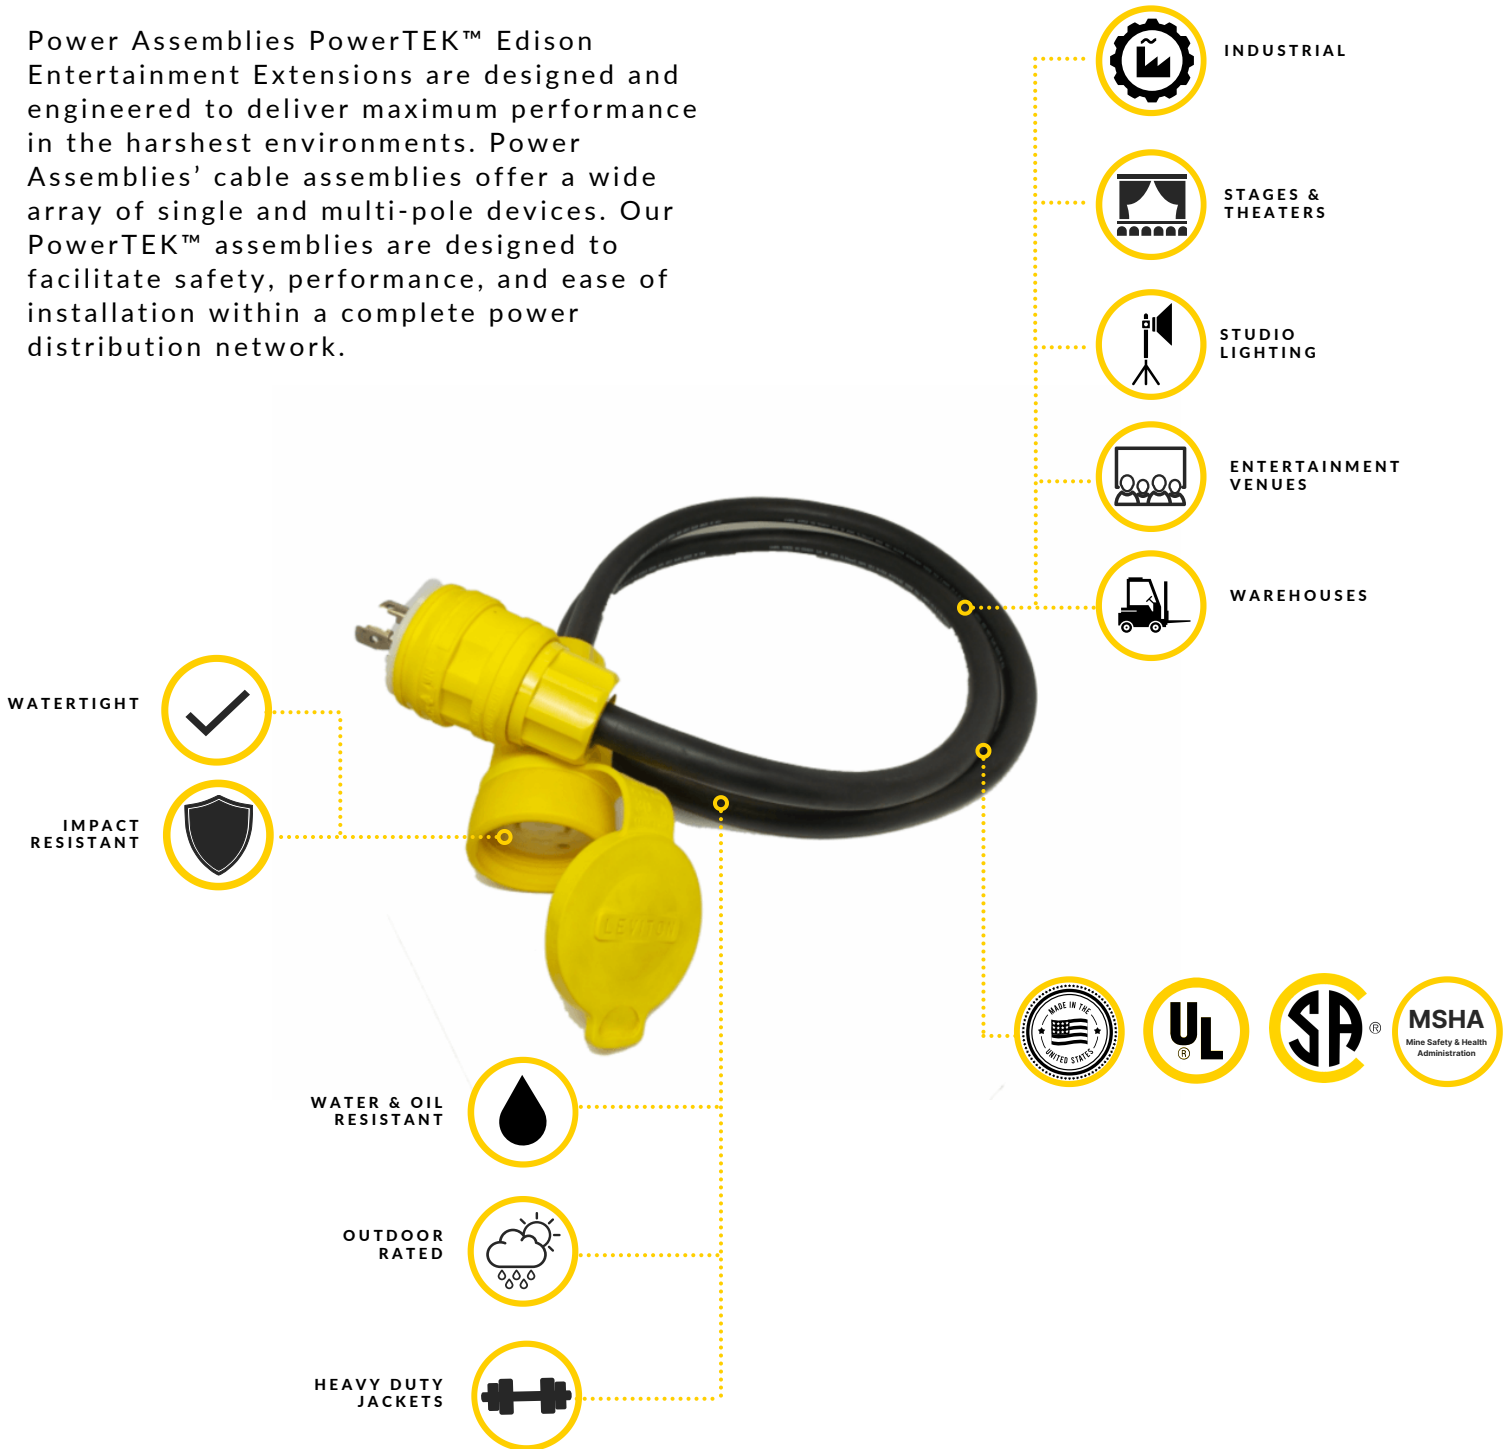 Power Assemblies PowerTEK™ Edison
Entertainment Extensions are designed and
engineered to deliver maximum performance
in the harshest environments. Power
Assemblies’ cable assemblies offer a wide
array of single and multi-pole devices. Our
PowerTEK™ assemblies are designed to
facilitate safety, performance, and ease of
installation within a complete power
distribution network.
INDUSTRIAL
STAGES &
THEATERS
STUDIO
LIGHTING
ENTERTAINMENT
VENUES
WAREHOUSES
WATERTIGHT
IMPACT
RESISTANT
LEVITON
MADE IN THE
UNITED STATES
UL
®
SA
®
MSHA
Mine Safety & Health
Administration
WATER & OIL
RESISTANT
OUTDOOR
RATED
HEAVY DUTY
JACKETS